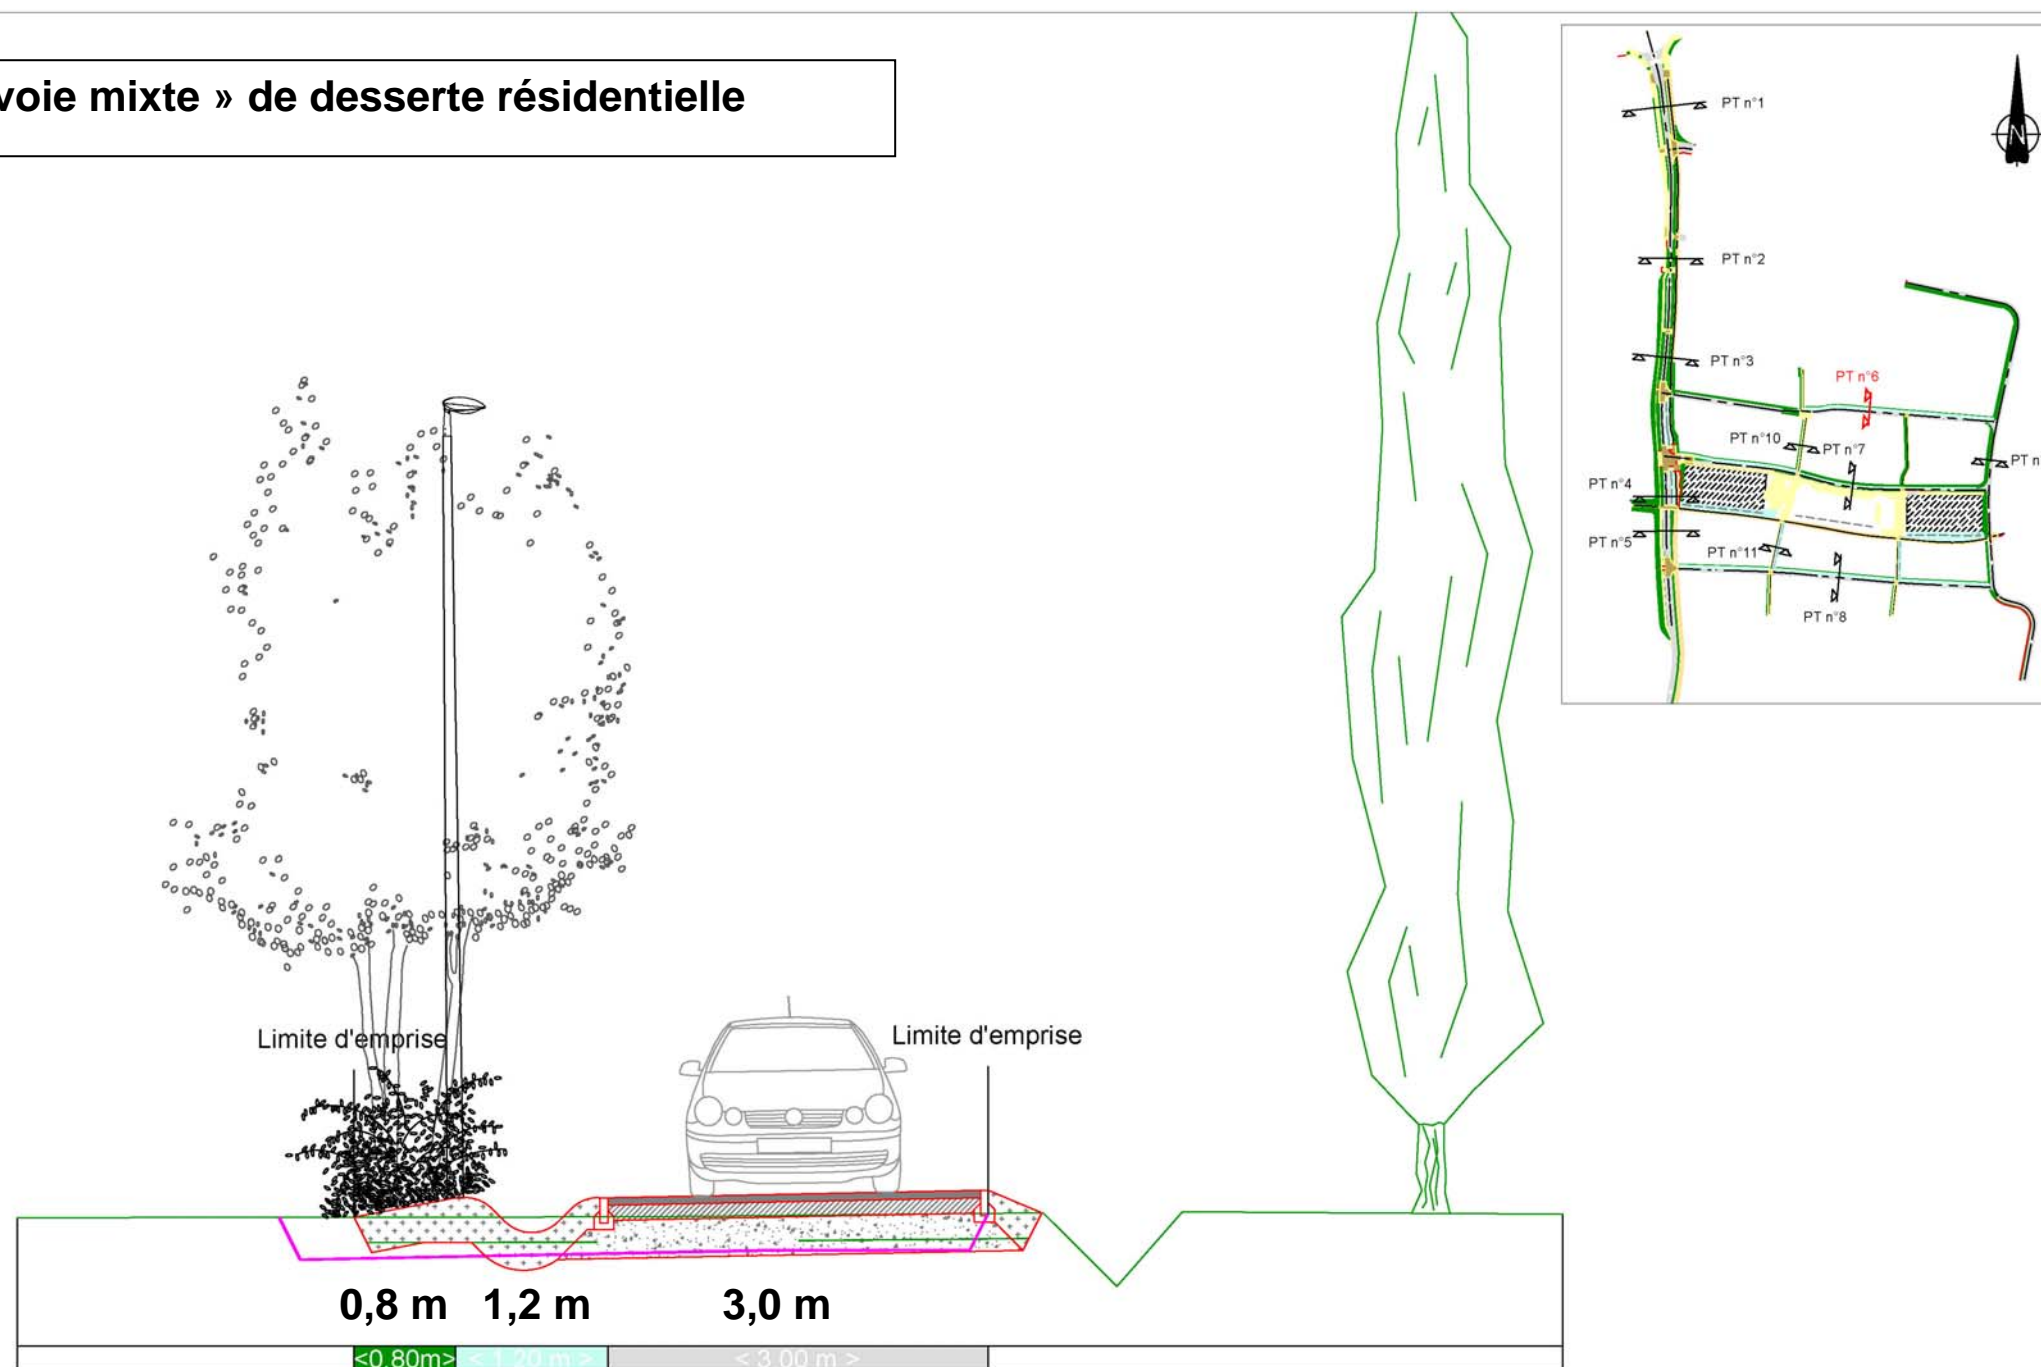 voie mixte » de desserte résidentielle
PT n°1
N
PT n°2
PT n°3
PT n°6
PT n°10
PT n°7
PT n
PT n°4
PT n°5
PT n°11
PT n°8
Limite d'emprise
Limite d'emprise
0,8 m 1,2 m 3,0 m
<0.80m> < 1.20 m > < 3.00 m >